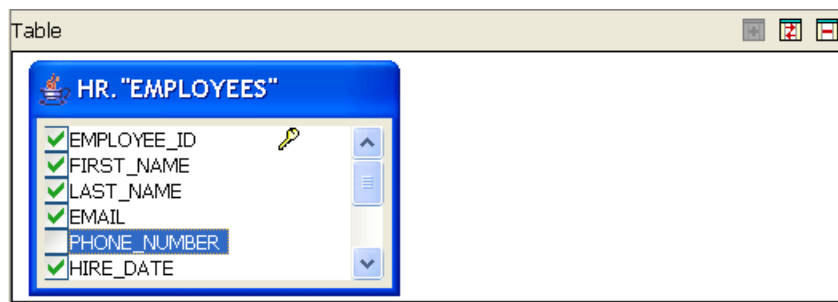 Table
HR."EMPLOYEES"
EMPLOYEE_ID
FIRST_NAME
LAST_NAME
EMAIL
PHONE_NUMBER
HIRE_DATE